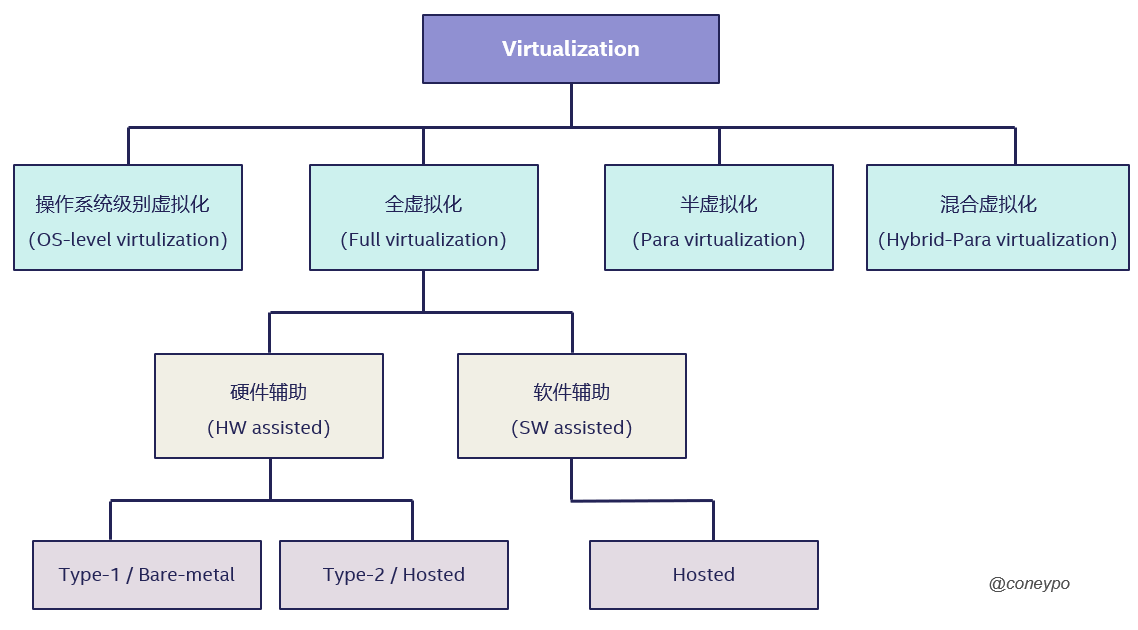 Virtualization
操作系统级别虚拟化
(OS-level virtulization)
全虚拟化
(Full virtualization)
半虚拟化
(Para virtualization)
混合虚拟化
(Hybrid-Para virtualization)
硬件辅助
(HW assisted)
软件辅助
(SW assisted)
Type-1 / Bare-metal
Type-2 / Hosted
Hosted
@coneypo